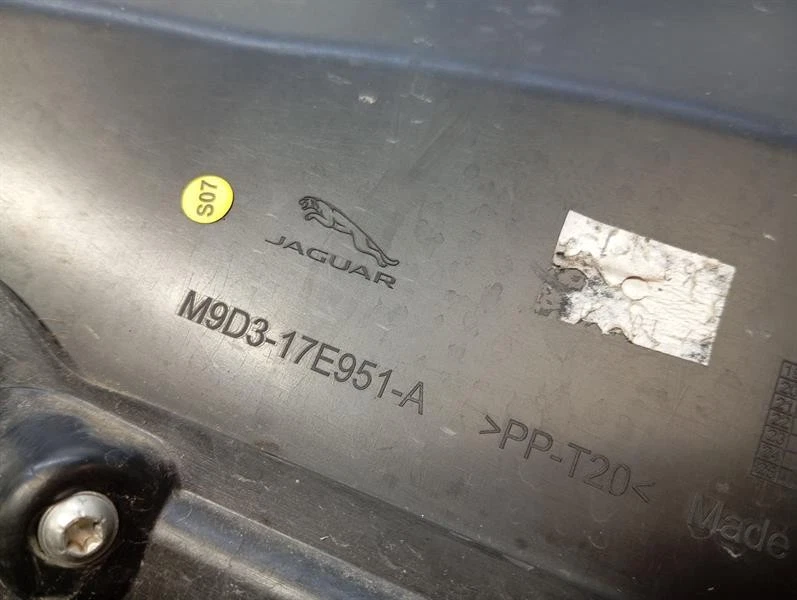 S07
JAGUAR
M9D3-17E951-A
>PP-T20<
Made